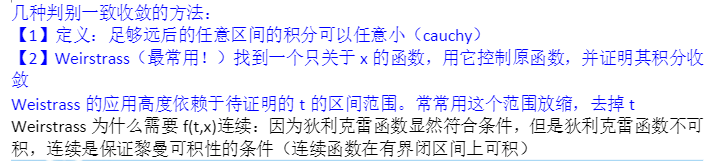 几种判别一致收敛的方法：
【1】定义：足够远后的任意区间的积分可以任意小（cauchy）
【2】Weirstrass（最常用！）找到一个只关于 x 的函数，用它控制原函数，并证明其积分收
敛
Weistrass 的应用高度依赖于待证明的 t 的区间范围。常常用这个范围放缩，去掉 t
Weirstrass 为什么需要 f(t,x)连续：因为狄利克雷函数显然符合条件，但是狄利克雷函数不可
积，连续是保证黎曼可积性的条件（连续函数在有界闭区间上可积）